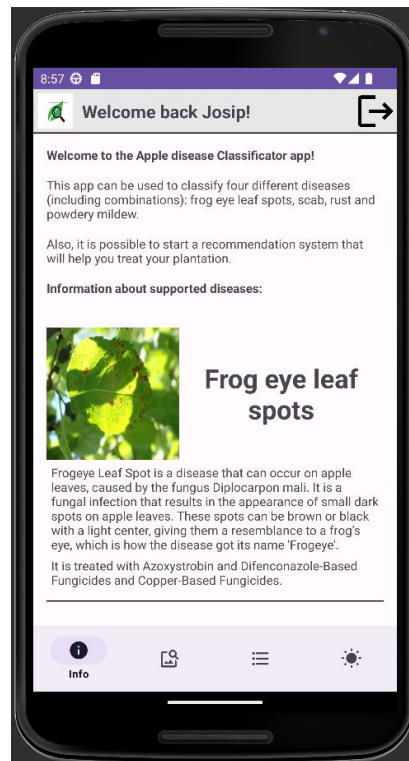 8:57
Welcome back Josip!
Welcome to the Apple disease Classificator app!
This app can be used to classify four different diseases
(including combinations): frog eye leaf spots, scab, rust and
powdery mildew.
Also, it is possible to start a recommendation system that
will help you treat your plantation.
Information about supported diseases:
Frog eye leaf
spots
Frogeye Leaf Spot is a disease that can occur on apple
leaves, caused by the fungus Diplocarpon mali. It is a
fungal infection that results in the appearance of small dark
spots on apple leaves. These spots can be brown or black
with a light center, giving them a resemblance to a frog's
eye, which is how the disease got its name 'Frogeye'.
It is treated with Azoxystrobin and Difenconazole-Based
Fungicides and Copper-Based Fungicides.
Info